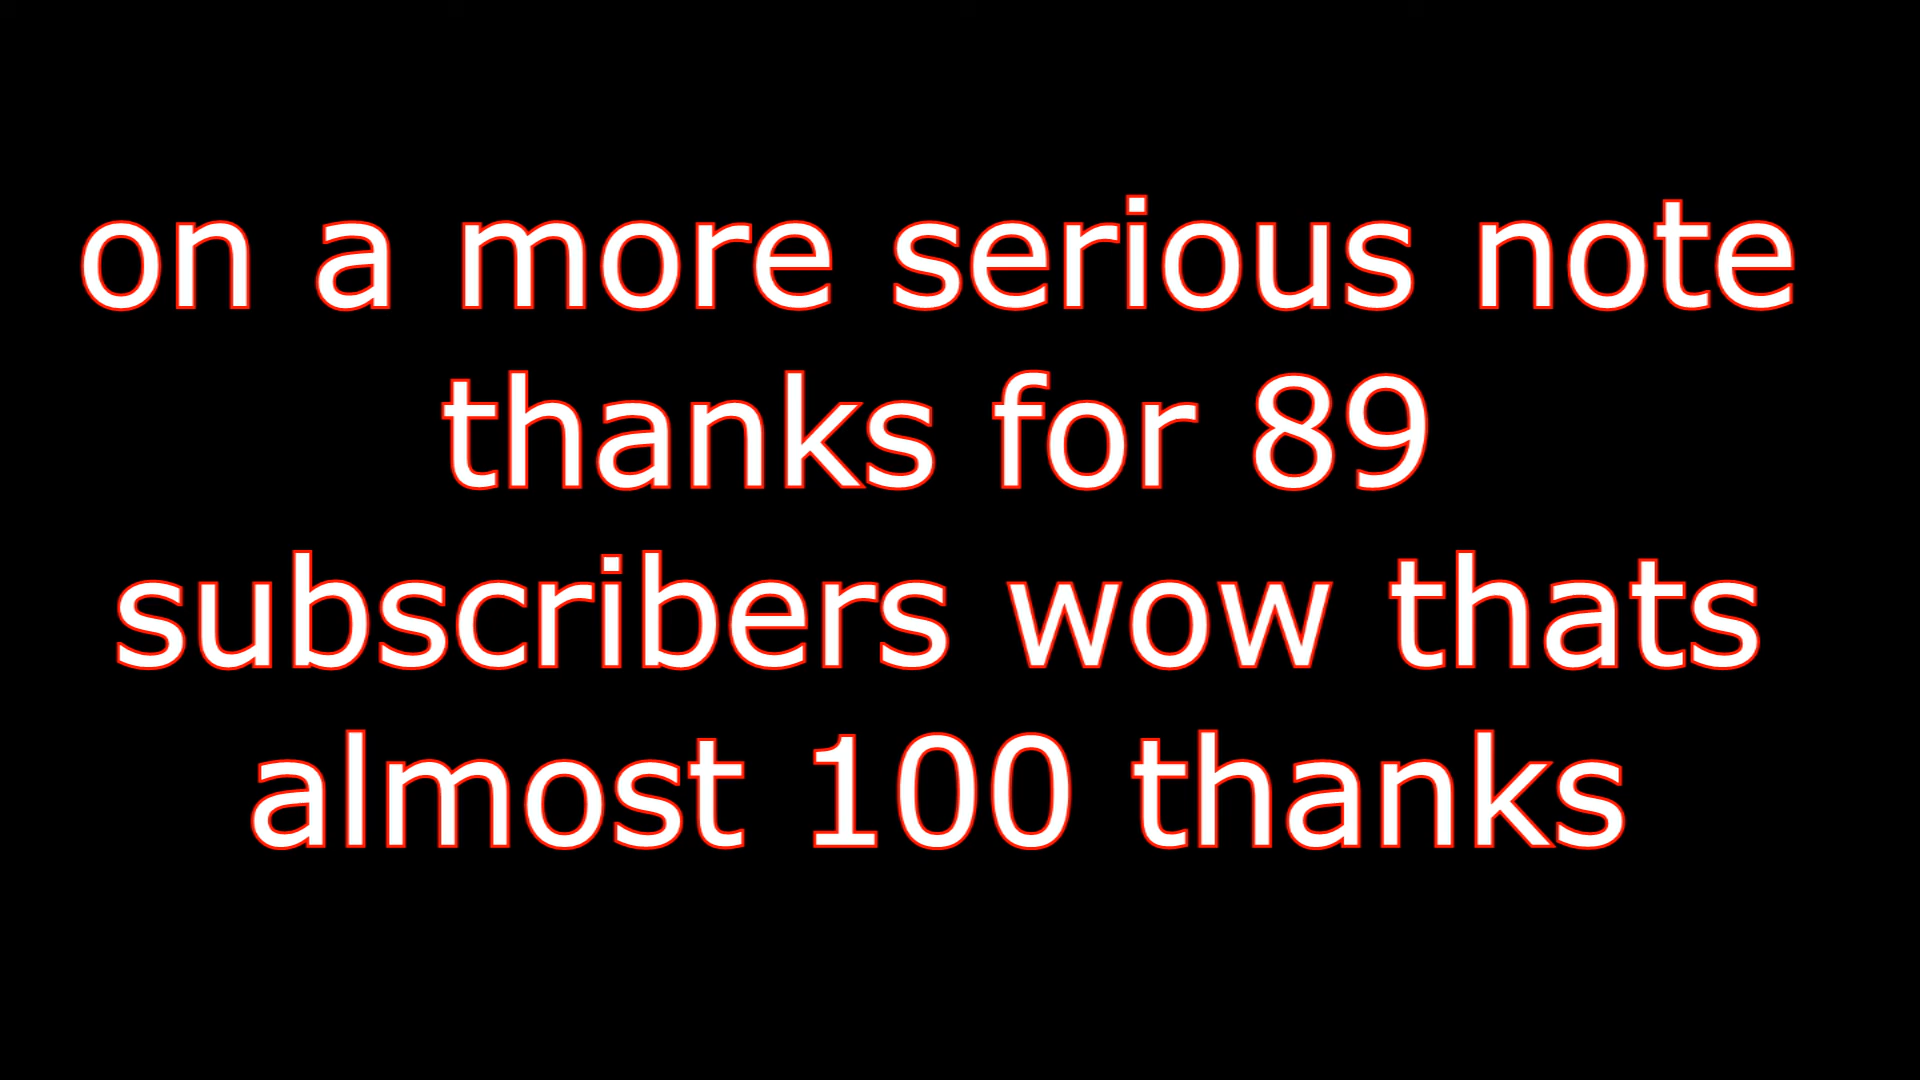 on a more serious note
thanks for 89
subscribers wow thats
almost 100 thanks